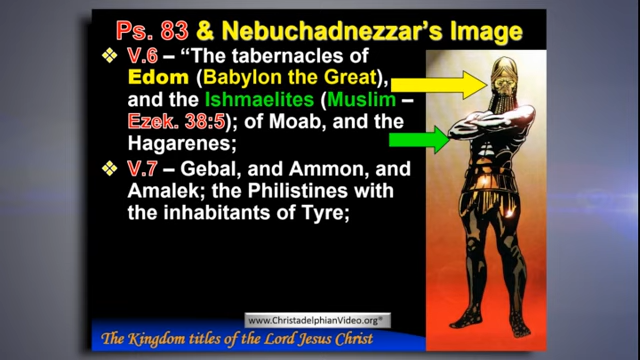 Ps. 83 & Nebuchadnezzar's Image
❖ V.6 – “The tabernacles of
Edom (Babylon the Great),
and the Ishmaelites (Muslim –
Ezek. 38:5); of Moab, and the
Hagarenes;
❖ V.7 – Gebal, and Ammon, and
Amalek; the Philistines with
the inhabitants of Tyre;
www.ChristadelphianVideo.org®
The Kingdom titles of the Lord Jesus Christ